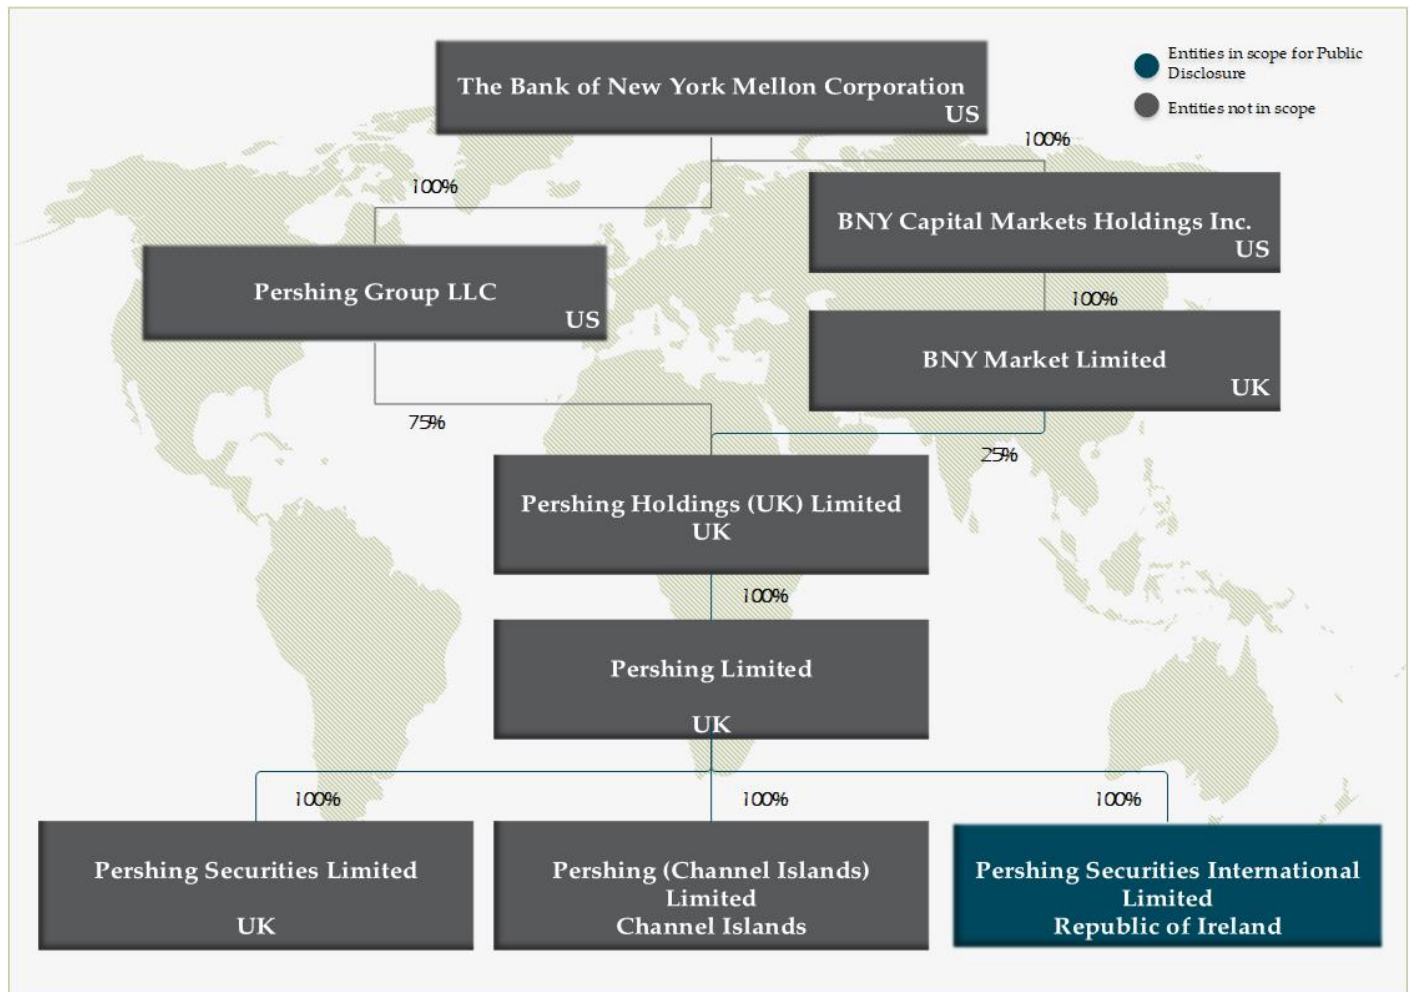 The Bank of New York Mellon Corporation
US
Entities in scope for Public
Disclosure
Entities not in scope
100%
100%
BNY Capital Markets Holdings Inc.
US
Pershing Group LLC
US
100%
BNY Market Limited
UK
75%
25%
Pershing Holdings (UK) Limited
UK
100%
Pershing Limited
UK
100%
100%
100%
Pershing Securities Limited
UK
Pershing (Channel Islands)
Limited
Channel Islands
Pershing Securities International
Limited
Republic of Ireland